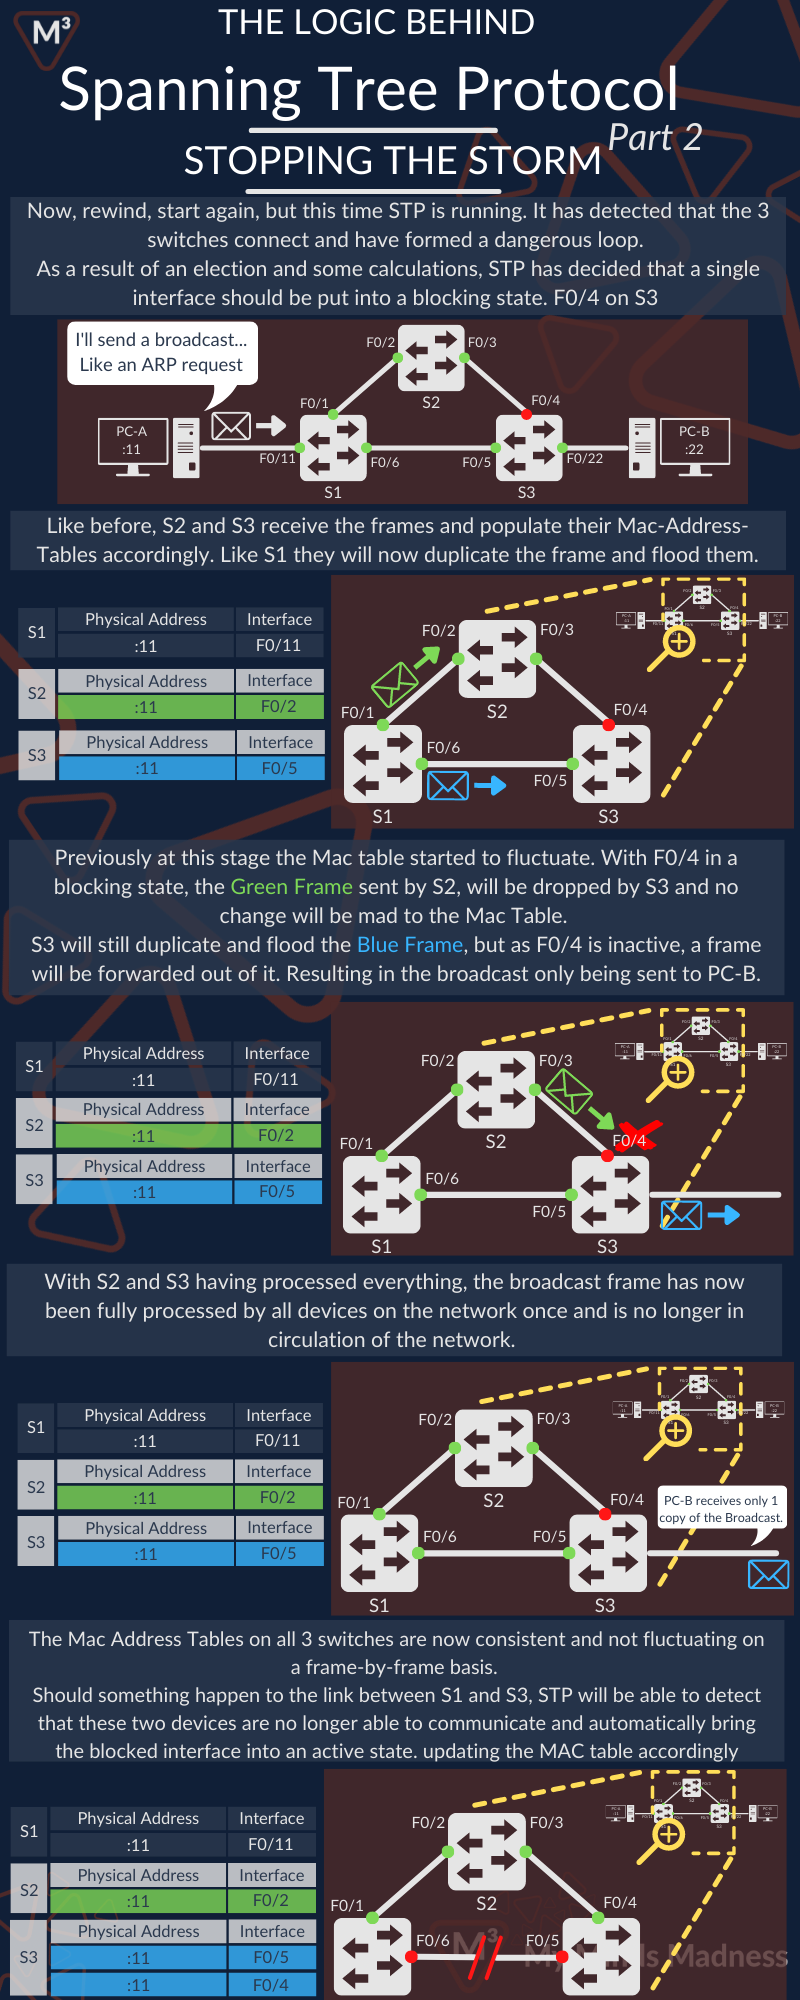 M³
THE LOGIC BEHIND
Spanning Tree Protocol
Part 2
STOPPING THE STORM
Now, rewind, start again, but this time STP is running. It has detected that the 3
switches connect and have formed a dangerous loop.
As a result of an election and some calculations, STP has decided that a single
interface should be put into a blocking state. F0/4 on S3
I'll send a broadcast...
Like an ARP request
F0/2
F0/3
S2
F0/1
F0/4
PC-A
:11
PC-B
:22
F0/11
F0/6
F0/5
F0/22
S1
S3
Like before, S2 and S3 receive the frames and populate their Mac-Address-
Tables accordingly. Like S1 they will now duplicate the frame and flood them.
S1
Physical Address
Interface
:11
F0/11
S2
Physical Address
Interface
:11
F0/2
S3
Physical Address
Interface
:11
F0/5
F0/2
F0/3
S2
F0/1
F0/4
F0/6
F0/5
S1
S3
Previously at this stage the Mac table started to fluctuate. With F0/4 in a
blocking state, the Green Frame sent by S2, will be dropped by S3 and no
change will be mad to the Mac Table.
S3 will still duplicate and flood the Blue Frame, but as F0/4 is inactive, a frame
will be forwarded out of it. Resulting in the broadcast only being sent to PC-B.
S1
Physical Address
Interface
:11
F0/11
S2
Physical Address
Interface
:11
F0/2
S3
Physical Address
Interface
:11
F0/5
F0/2
F0/3
S2
F0/1
F0/4
F0/6
F0/5
S1
S3
With S2 and S3 having processed everything, the broadcast frame has now
been fully processed by all devices on the network once and is no longer in
circulation of the network.
S1
Physical Address
Interface
:11
F0/11
S2
Physical Address
Interface
:11
F0/2
S3
Physical Address
Interface
:11
F0/5
F0/2
F0/3
S2
F0/1
F0/4
PC-B receives only 1
copy of the Broadcast.
F0/6
F0/5
S1
S3
The Mac Address Tables on all 3 switches are now consistent and not fluctuating on
a frame-by-frame basis.
Should something happen to the link between S1 and S3, STP will be able to detect
that these two devices are no longer able to communicate and automatically bring
the blocked interface into an active state. updating the MAC table accordingly
S1
Physical Address
Interface
:11
F0/11
S2
Physical Address
Interface
:11
F0/2
S3
Physical Address
Interface
:11
F0/5
:11
F0/4
F0/2
F0/3
S2
F0/1
F0/4
F0/6
F0/5
M³
My Minds Madness